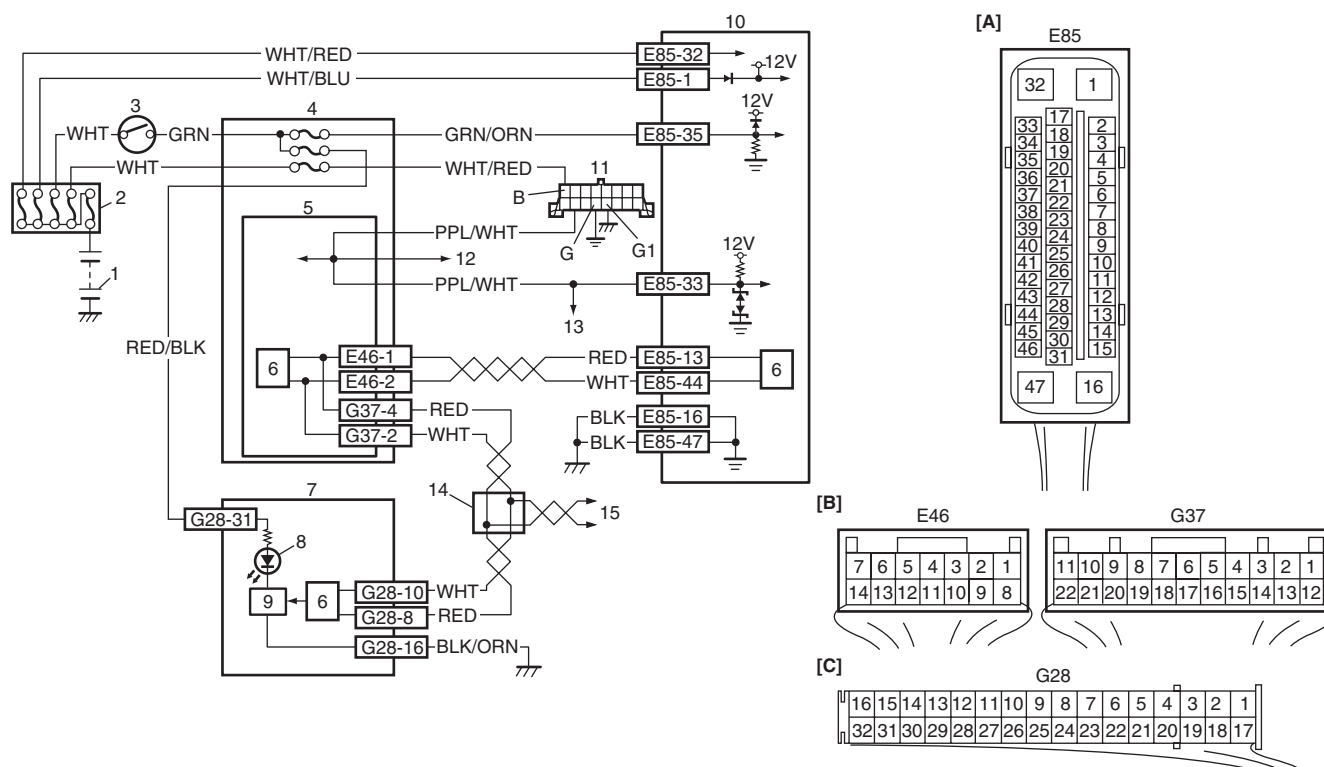 10
[A]
E85
WHT/RED
E85-32
WHT/BLU
E85-1
12V
3
4
12V
WHT
GRN
GRN/ORN
E85-35
WHT
WHT/RED
11
B
2
5
PPL/WHT
G
G1
12
12V
1
PPL/WHT
E85-33
13
RED/BLK
6
E46-1
RED
E85-13
6
E46-2
WHT
E85-44
G37-4
RED
BLK
E85-16
G37-2
WHT
BLK
E85-47
7
14
15
G28-31
8
9
6
G28-10
WHT
G28-8
RED
G28-16
BLK/ORN
32 1
17
33 18 2
34 19 3
35 20 4
36 21 5
37 22 6
38 23 7
39 24 8
40 25 9
41 26 10
42 27 11
43 28 12
44 29 13
45 30 14
46 31 15
47 16
[B]
E46
7 6 5 4 3 2 1
14 13 12 11 10 9 8
G37
11 10 9 8 7 6 5 4 3 2 1
22 21 20 19 18 17 16 15 14 13 12
[C]
G28
16 15 14 13 12 11 10 9 8 7 6 5 4 3 2 1
32 31 30 29 28 27 26 25 24 23 22 21 20 19 18 17